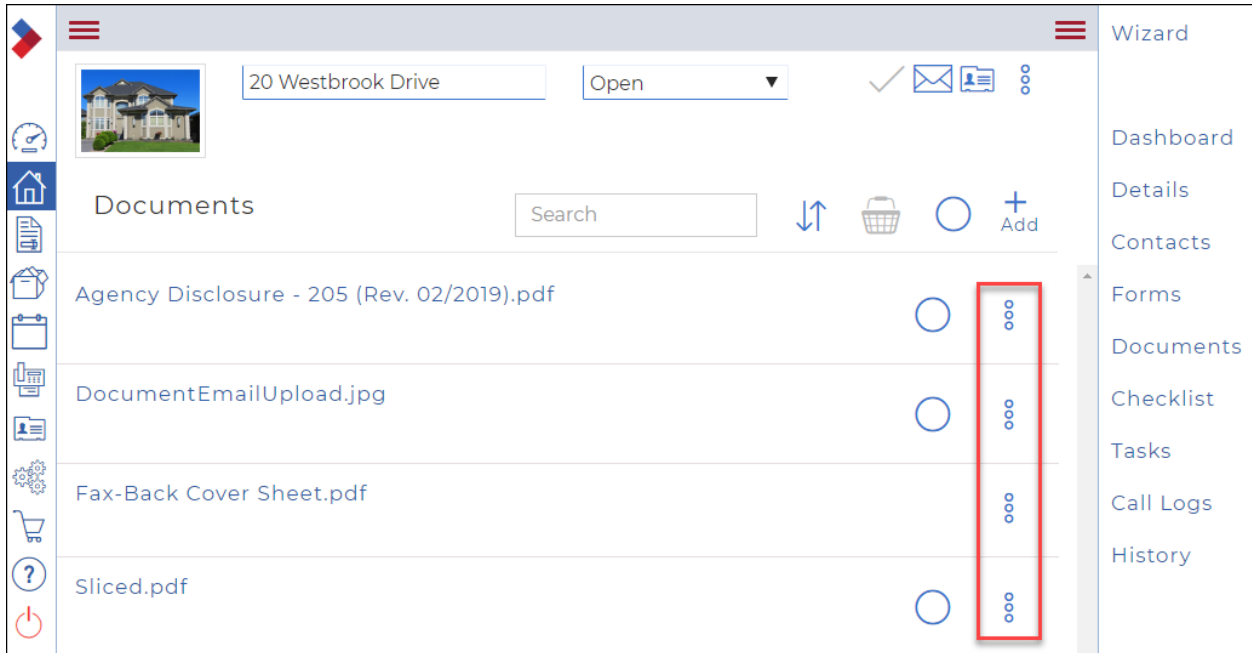 Wizard
20 Westbrook Drive
Open
Dashboard
Documents
Search
Add
Details
Contacts
Agency Disclosure - 205 (Rev. 02/2019).pdf
Forms
Documents
DocumentEmailUpload.jpg
Checklist
Tasks
Fax-Back Cover Sheet.pdf
Call Logs
History
Sliced.pdf